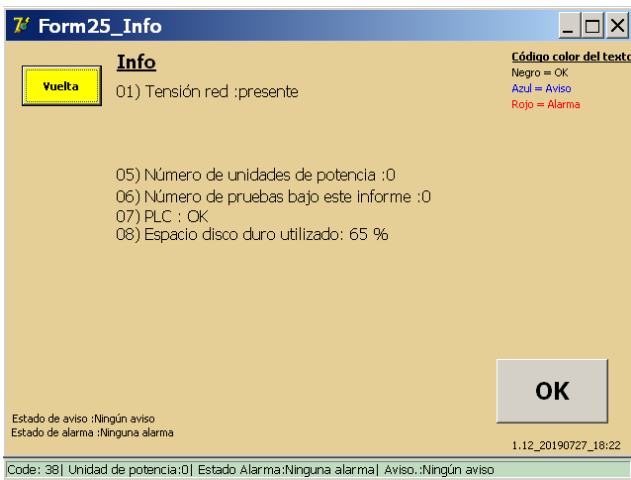 Form25_Info
Info
Vuelta
01) Tensión red :presente
Código color del texto
Negro = OK
Azul = Aviso
Rojo = Alarma
05) Número de unidades de potencia :0
06) Número de pruebas bajo este informe :0
07) PLC : OK
08) Espacio disco duro utilizado: 65 %
OK
Estado de aviso :Ningún aviso
Estado de alarma :Ninguna alarma
1.12_20190727_18:22
Code: 38| Unidad de potencia:0| Estado Alarma:Ninguna alarma| Aviso.:Ningún aviso